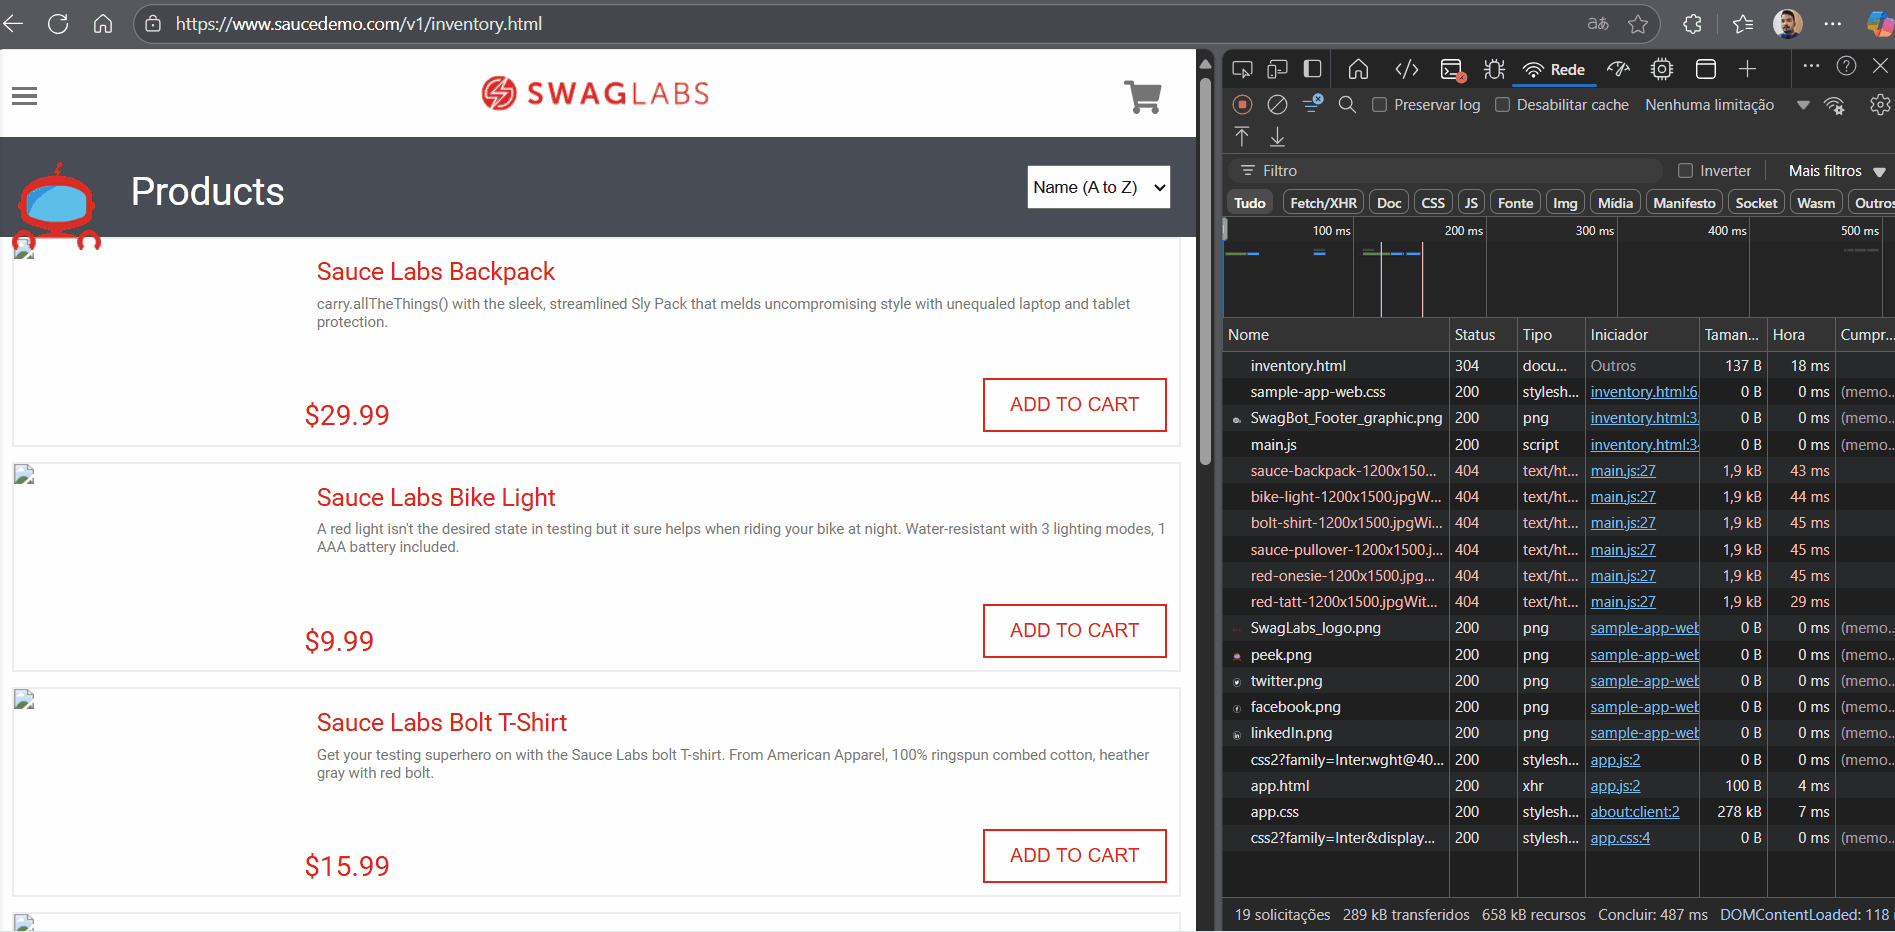 https://www.saucedemo.com/v1/inventory.html
SWAGLABS
Products
Name (A to Z)
Sauce Labs Backpack
carry.allTheThings() with the sleek, streamlined Sly Pack that melds uncompromising style with unequaled laptop and tablet
protection.
$29.99
ADD TO CART
Sauce Labs Bike Light
A red light isn't the desired state in testing but it sure helps when riding your bike at night. Water-resistant with 3 lighting modes, 1
AAA battery included.
$9.99
ADD TO CART
Sauce Labs Bolt T-Shirt
Get your testing superhero on with the Sauce Labs bolt T-shirt. From American Apparel, 100% ringspun combed cotton, heather
gray with red bolt.
$15.99
ADD TO CART
Rede
Preservar log Desabilitar cache Nenhuma limitação
Filtro Inverter Mais filtros
Tudo Fetch/XHR Doc CSS JS Fonte Img Mídia Manifesto Socket Wasm Outros
100 ms 200 ms 300 ms 400 ms 500 ms
Nome Status Tipo Iniciador Taman... Hora Cumpr...
inventory.html 304 docu... Outros 137 B 18 ms
sample-app-web.css 200 stylesh... inventory.html:6 0 B 0 ms (memo...
SwagBot_Footer_graphic.png 200 png inventory.html:3 0 B 0 ms (memo...
main.js 200 script inventory.html:3 0 B 0 ms (memo...
sauce-backpack-1200x150... 404 text/ht... main.js:27 1,9 kB 43 ms
bike-light-1200x1500.jpgW... 404 text/ht... main.js:27 1,9 kB 44 ms
bolt-shirt-1200x1500.jpgWi... 404 text/ht... main.js:27 1,9 kB 45 ms
sauce-pullover-1200x1500.j... 404 text/ht... main.js:27 1,9 kB 45 ms
red-onesie-1200x1500.jpg... 404 text/ht... main.js:27 1,9 kB 45 ms
red-tatt-1200x1500.jpgWit... 404 text/ht... main.js:27 1,9 kB 29 ms
SwagLabs_logo.png 200 png sample-app-web 0 B 0 ms (memo...
peek.png 200 png sample-app-web 0 B 0 ms (memo...
twitter.png 200 png sample-app-web 0 B 0 ms (memo...
facebook.png 200 png sample-app-web 0 B 0 ms (memo...
linkedIn.png 200 png sample-app-web 0 B 0 ms (memo...
css2?family=Inter:wght@40... 200 stylesh... app.js:2 0 B 0 ms (memo...
app.html 200 xhr app.js:2 100 B 4 ms
app.css 200 stylesh... about:client:2 278 kB 7 ms
css2?family=Inter&display... 200 stylesh... app.css:4 0 B 0 ms (memo...
19 solicitações 289 kB transferidos 658 kB recursos Concluir: 487 ms DOMContentLoaded: 118